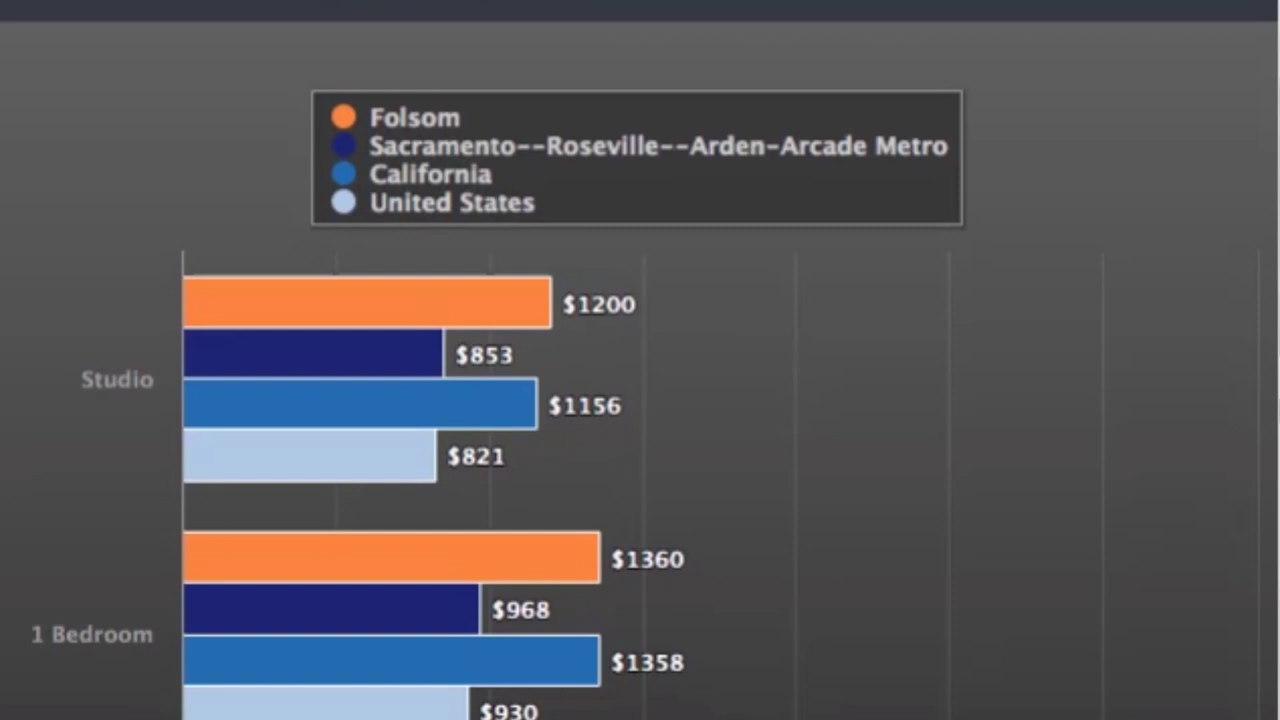 Folsom
Sacramento--Roseville--Arden-Arcade Metro
California
United States
$1200
$853
Studio
$1156
$821
$1360
$968
1 Bedroom
$1358
$930